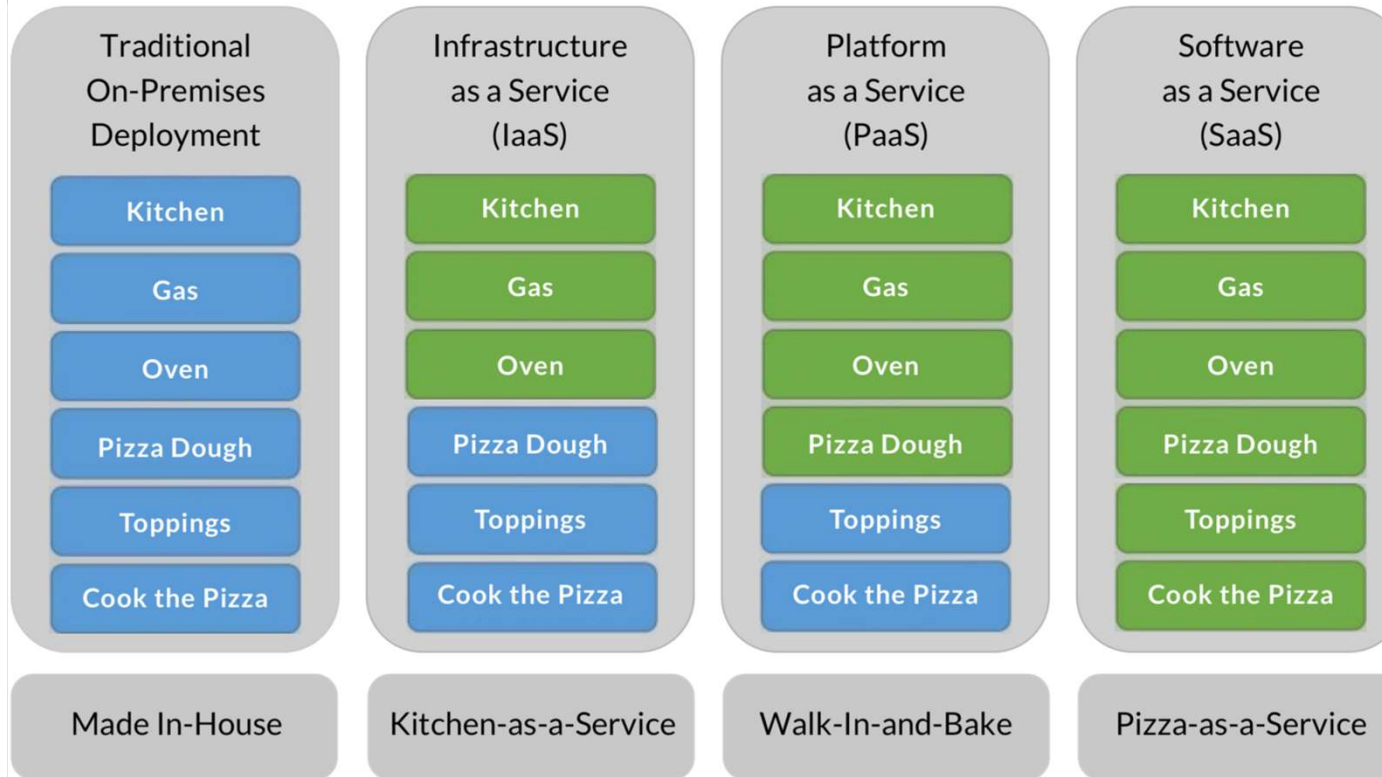 Traditional
On-Premises
Deployment
Kitchen
Gas
Oven
Pizza Dough
Toppings
Cook the Pizza
Made In-House
Infrastructure
as a Service
(IaaS)
Kitchen
Gas
Oven
Pizza Dough
Toppings
Cook the Pizza
Kitchen-as-a-Service
Platform
as a Service
(PaaS)
Kitchen
Gas
Oven
Pizza Dough
Toppings
Cook the Pizza
Walk-In-and-Bake
Software
as a Service
(SaaS)
Kitchen
Gas
Oven
Pizza Dough
Toppings
Cook the Pizza
Pizza-as-a-Service